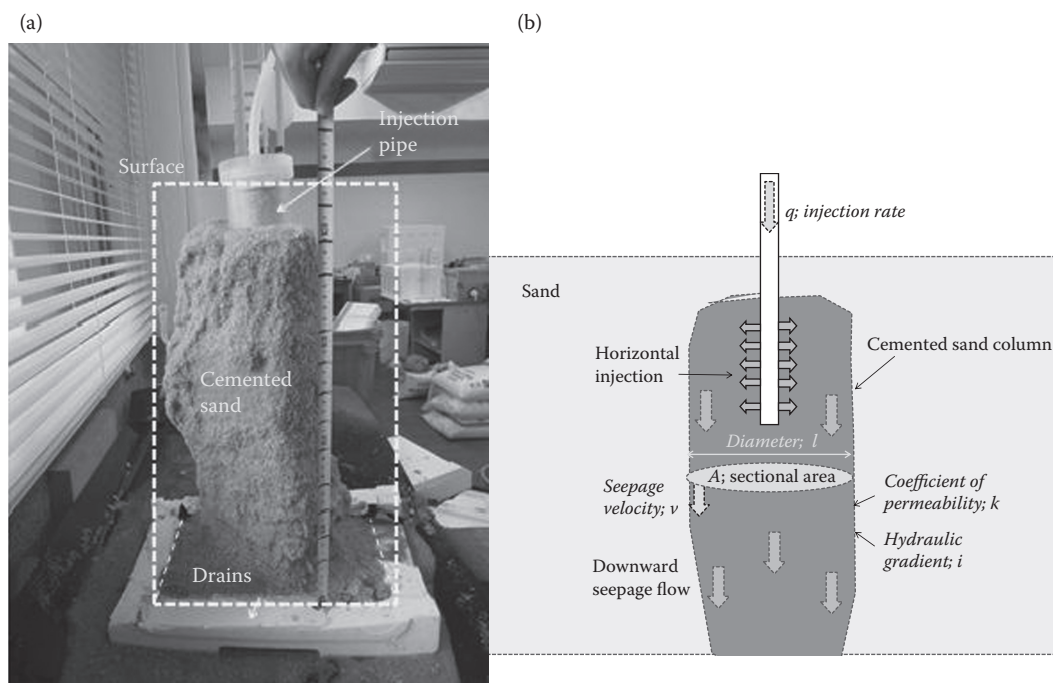 (a)
Injection
pipe
Surface
Cemented
sand
Drains
(b)
q; injection rate
Sand
Horizontal
injection
Cemented sand column
Diameter; l
A; sectional area
Seepage
velocity; v
Coefficient of
permeability; k
Hydraulic
gradient; i
Downward
seepage flow